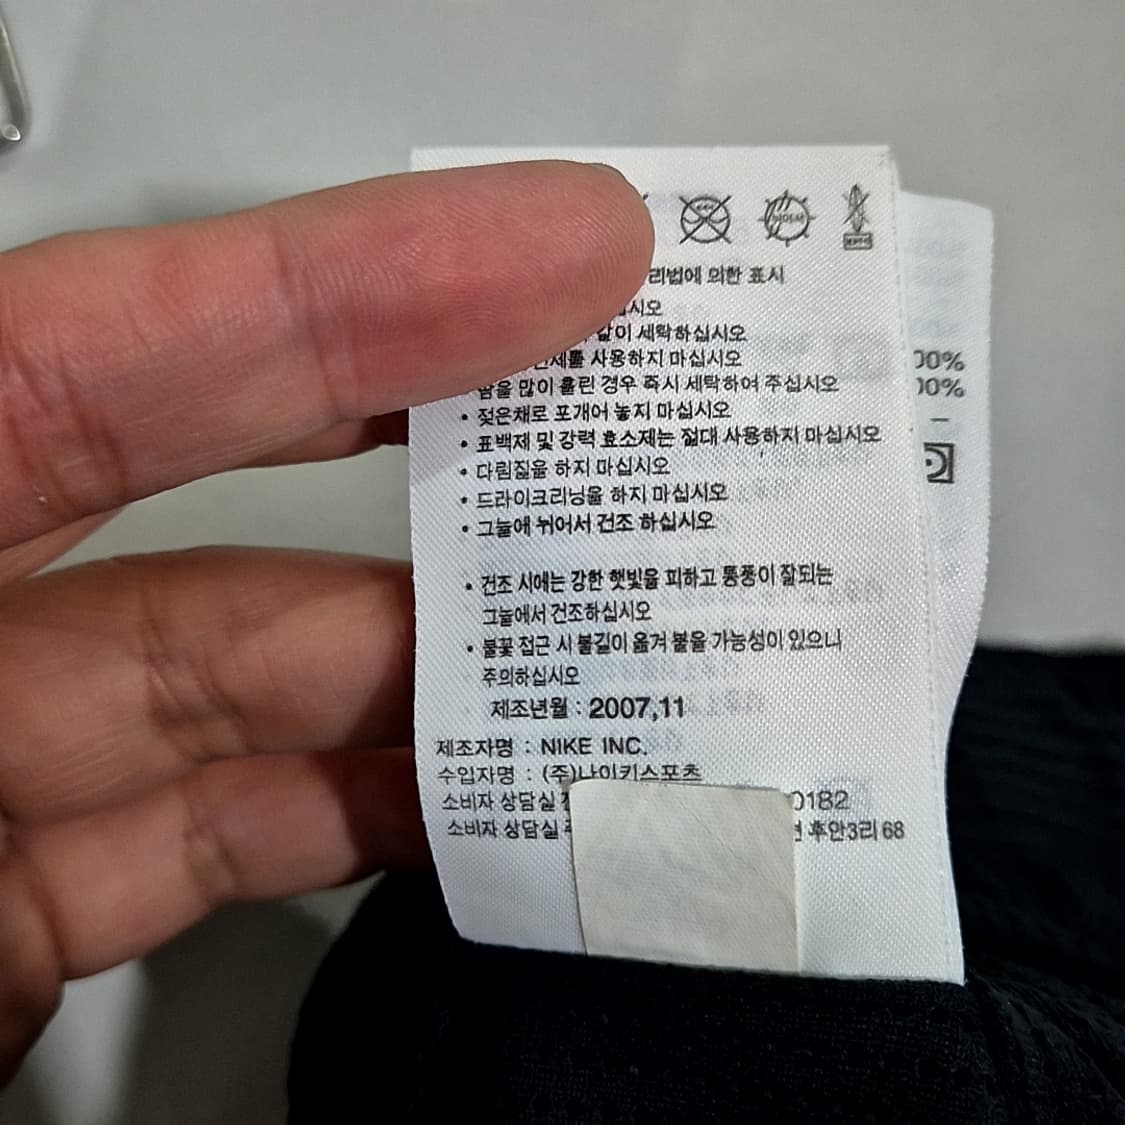 리법에 의한 표시
십시오
같이 세탁하십시오
사용하지 마십시오
땀을 많이 흘린 경우 즉시 세탁하여 주십시오
• 젖은채로 포개어 놓지 마십시오
• 표백제 및 강력 효소제는 절대 사용하지 마십시오
• 다림질을 하지 마십시오
• 드라이크리닝을 하지 마십시오
• 그늘에 뉘어서 건조 하십시오
• 건조 시에는 강한 햇빛을 피하고 통풍이 잘되는
그늘에서 건조하십시오
• 불꽃 접근 시 불길이 옮겨 붙을 가능성이 있으니
주의하십시오
제조년월 : 2007,11
제조자명 : NIKE INC.
수입자명 : (주)나이키스포츠
소비자 상담실 0182
소비자 상담실 후안3리 68
00%
00%
–